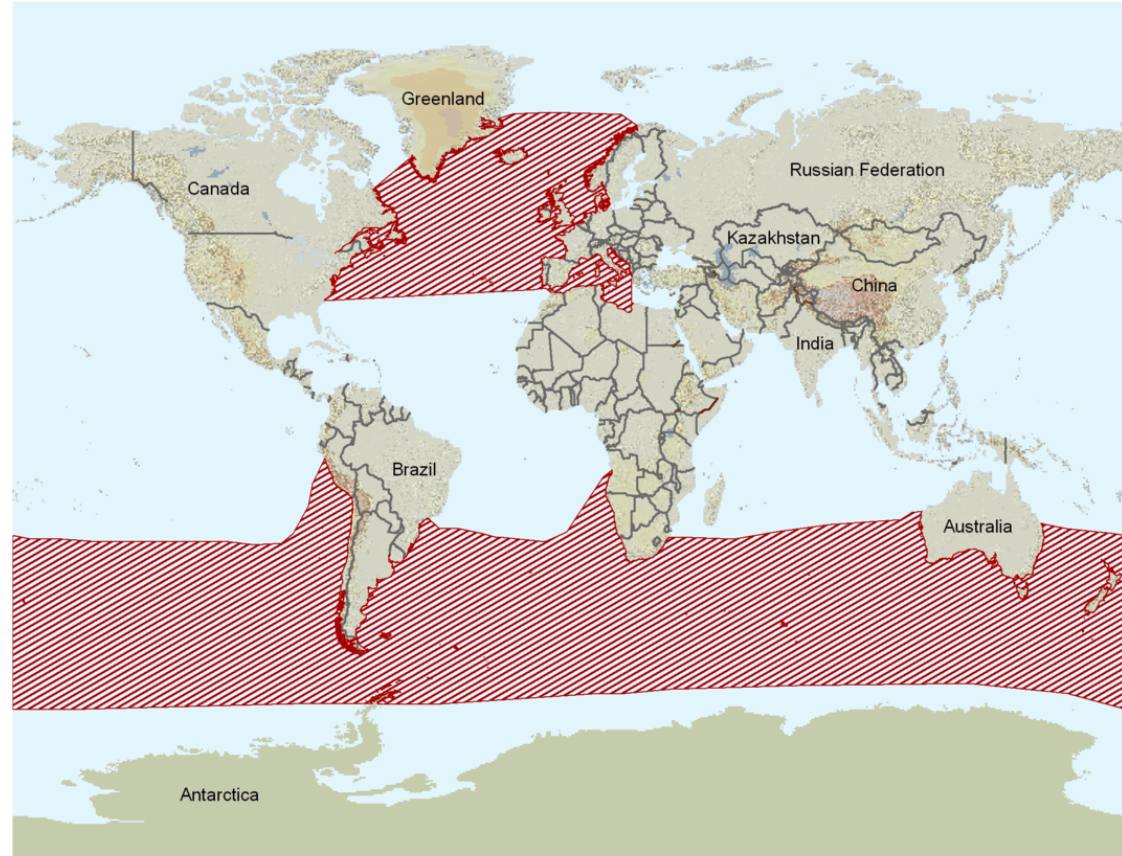 Greenland
Canada
Russian Federation
Kazakhstan
China
India
Brazil
Australia
Antarctica